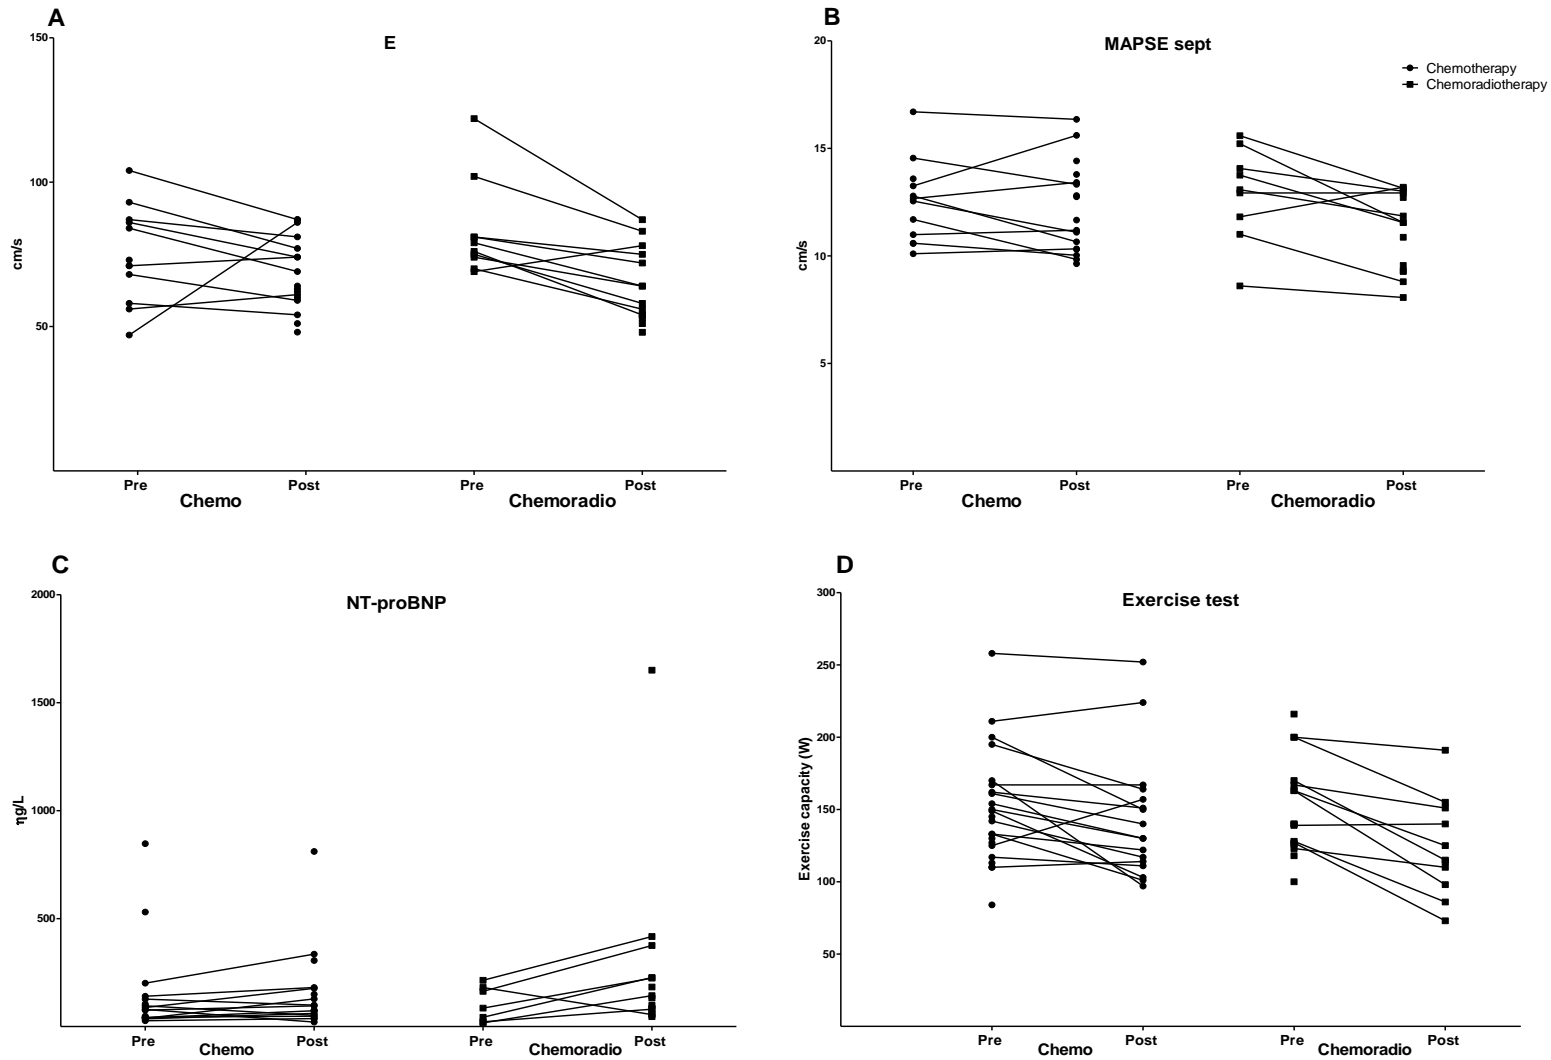 A
E
150
100
50
cm/s
Pre
Post
Pre
Post
Chemo
Chemoradio
B
MAPSE sept
Chemotherapy
Chemoradiotherapy
20
15
10
5
cm/s
Pre
Post
Pre
Post
Chemo
Chemoradio
C
NT-proBNP
2000
1500
1000
500
ηg/L
Pre
Post
Pre
Post
Chemo
Chemoradio
D
Exercise test
300
250
200
150
100
50
Exercise capacity (W)
Pre
Post
Pre
Post
Chemo
Chemoradio